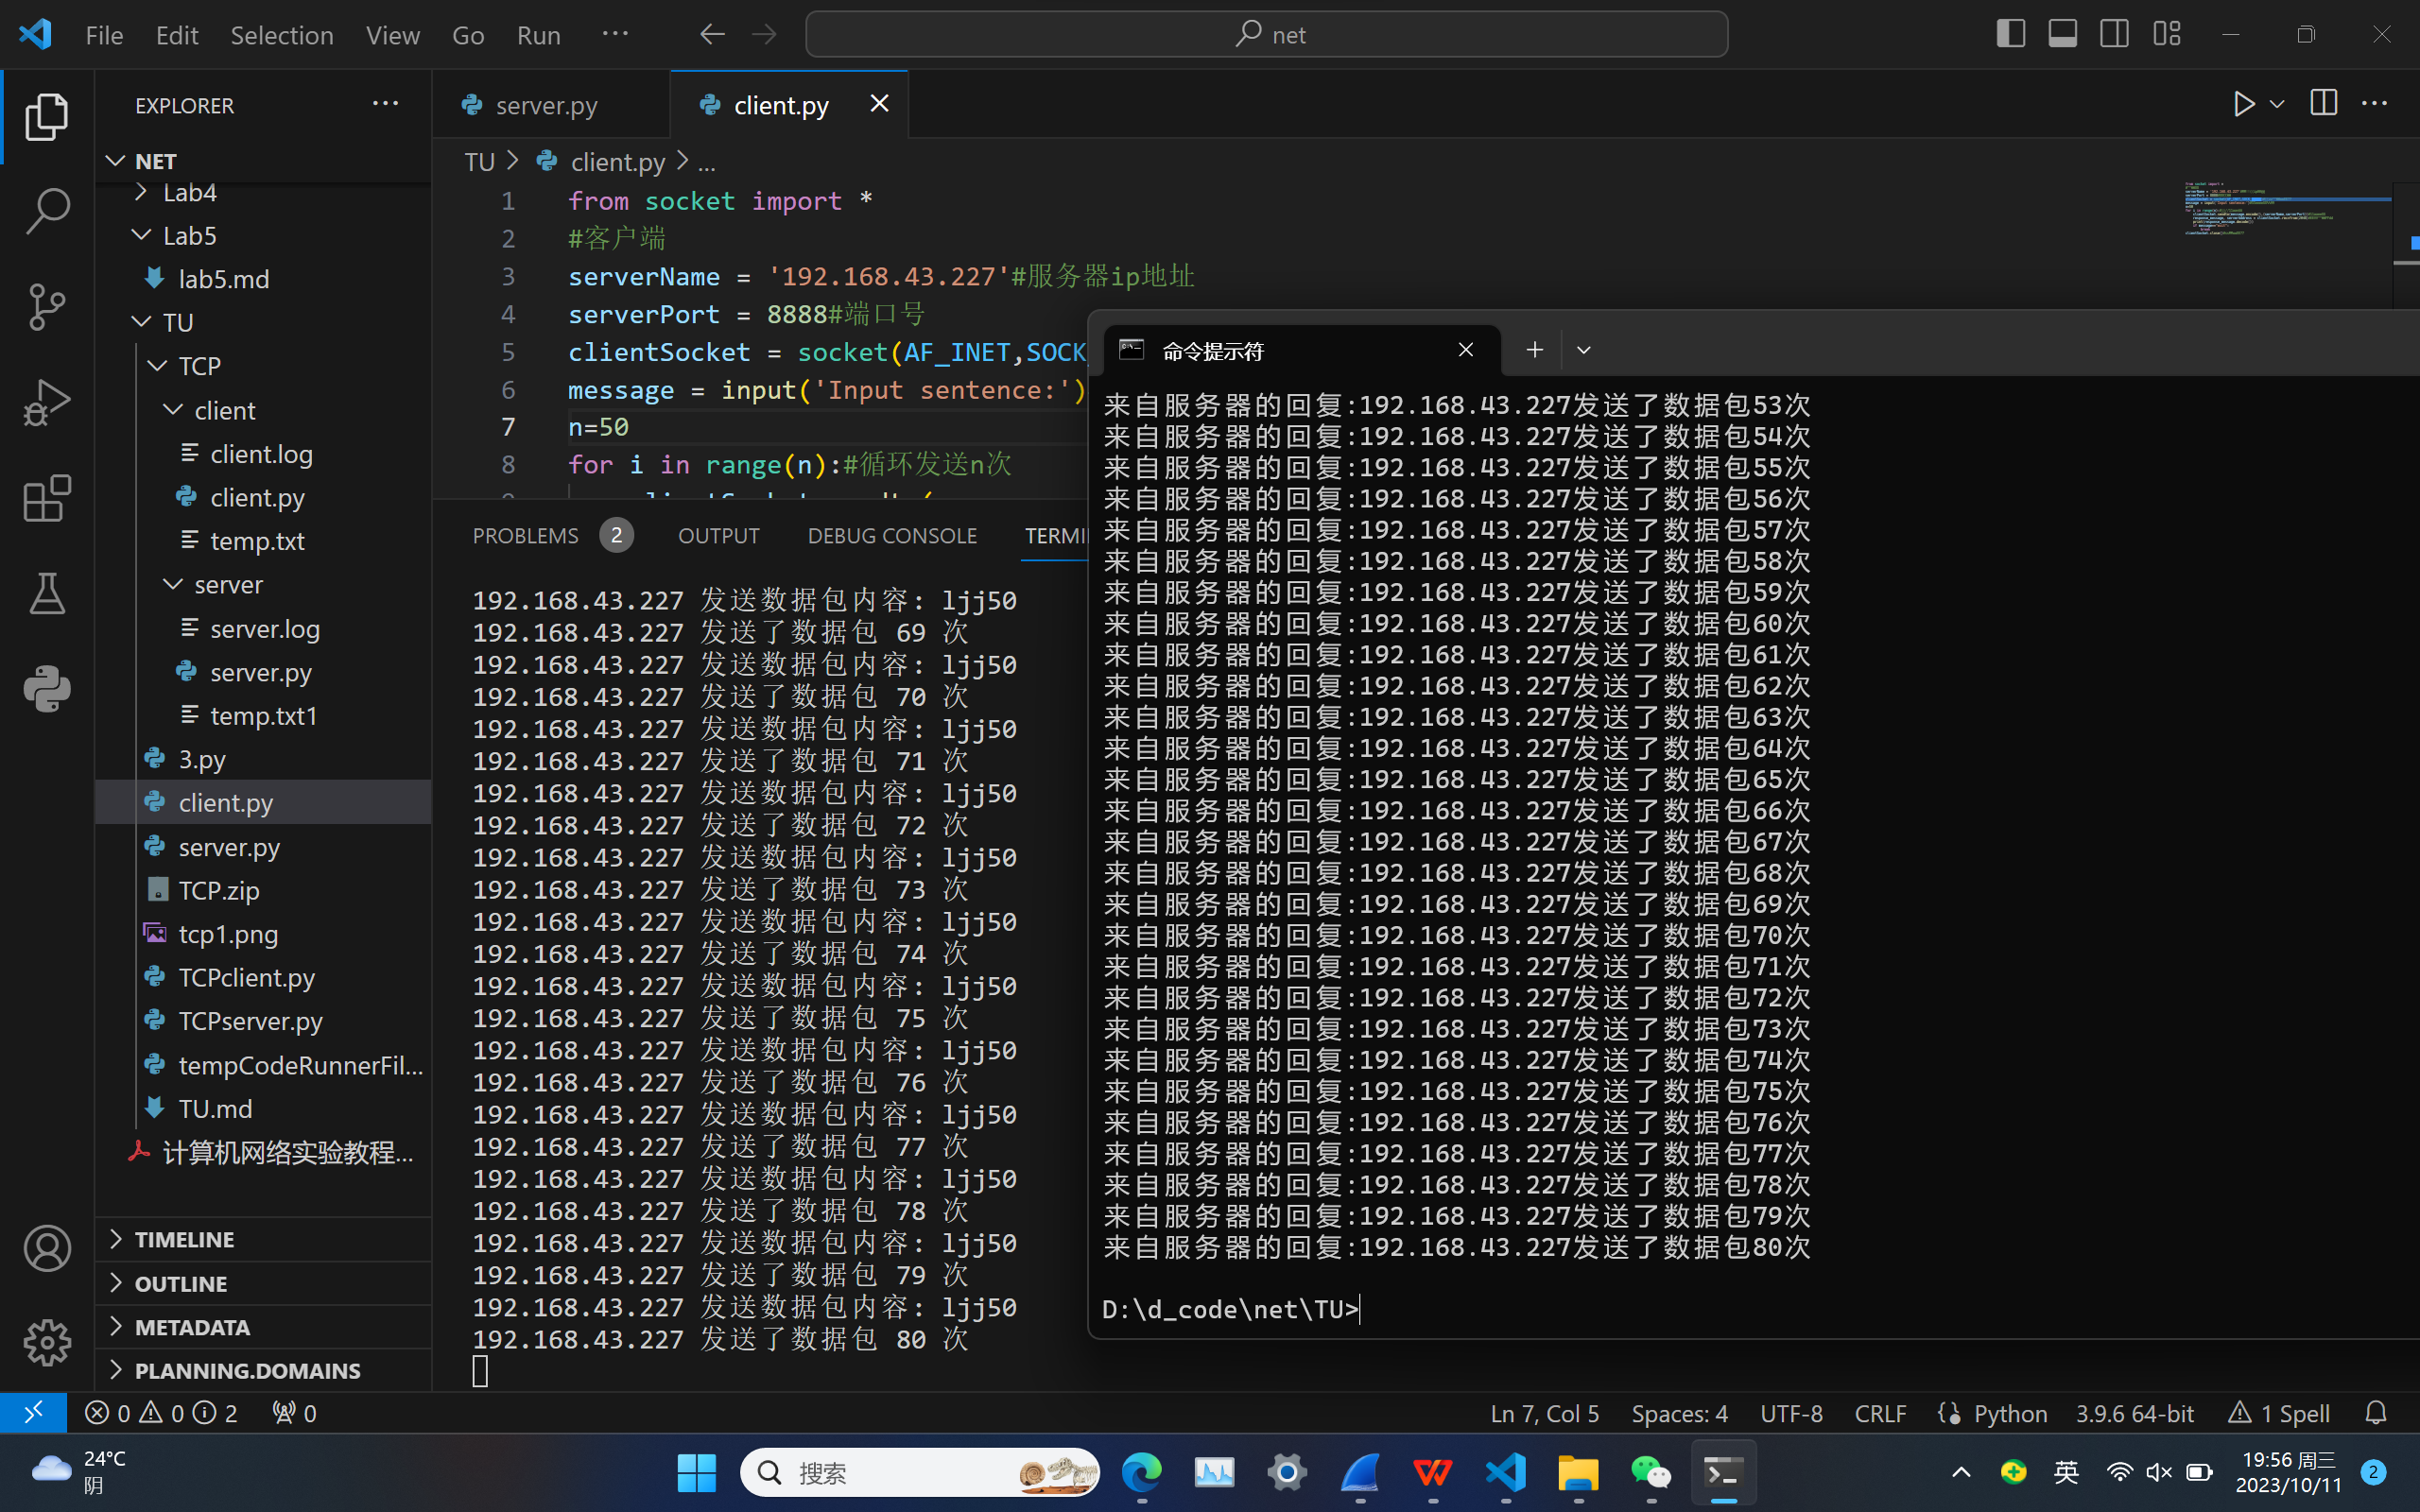 File Edit Selection View Go Run ···
net
EXPLORER
NET
Lab4
Lab5
lab5.md
TU
TCP
client
client.log
client.py
temp.txt
server
server.log
server.py
temp.txt1
3.py
client.py
server.py
TCP.zip
tcp1.png
TCPclient.py
TCPserver.py
tempCodeRunnerFil...
TU.md
计算机网络实验教程...
TIMELINE
OUTLINE
METADATA
PLANNING.DOMAINS
server.py
client.py
TU > client.py > ...
1 from socket import *
2 #客户端
3 serverName = '192.168.43.227'#服务器ip地址
4 serverPort = 8888#端口号
5 clientSocket = socket(AF_INET,SOCK_
6 message = input('Input sentence:')
7 n=50
8 for i in range(n):#循环发送n次
PROBLEMS 2 OUTPUT DEBUG CONSOLE TERMI
192.168.43.227 发送数据包内容: ljj50
192.168.43.227 发送了数据包 69 次
192.168.43.227 发送数据包内容: ljj50
192.168.43.227 发送了数据包 70 次
192.168.43.227 发送数据包内容: ljj50
192.168.43.227 发送了数据包 71 次
192.168.43.227 发送数据包内容: ljj50
192.168.43.227 发送了数据包 72 次
192.168.43.227 发送数据包内容: ljj50
192.168.43.227 发送了数据包 73 次
192.168.43.227 发送数据包内容: ljj50
192.168.43.227 发送了数据包 74 次
192.168.43.227 发送数据包内容: ljj50
192.168.43.227 发送了数据包 75 次
192.168.43.227 发送数据包内容: ljj50
192.168.43.227 发送了数据包 76 次
192.168.43.227 发送数据包内容: ljj50
192.168.43.227 发送了数据包 77 次
192.168.43.227 发送数据包内容: ljj50
192.168.43.227 发送了数据包 78 次
192.168.43.227 发送数据包内容: ljj50
192.168.43.227 发送了数据包 79 次
192.168.43.227 发送数据包内容: ljj50
192.168.43.227 发送了数据包 80 次
命令提示符
来自服务器的回复:192.168.43.227发送了数据包53次
来自服务器的回复:192.168.43.227发送了数据包54次
来自服务器的回复:192.168.43.227发送了数据包55次
来自服务器的回复:192.168.43.227发送了数据包56次
来自服务器的回复:192.168.43.227发送了数据包57次
来自服务器的回复:192.168.43.227发送了数据包58次
来自服务器的回复:192.168.43.227发送了数据包59次
来自服务器的回复:192.168.43.227发送了数据包60次
来自服务器的回复:192.168.43.227发送了数据包61次
来自服务器的回复:192.168.43.227发送了数据包62次
来自服务器的回复:192.168.43.227发送了数据包63次
来自服务器的回复:192.168.43.227发送了数据包64次
来自服务器的回复:192.168.43.227发送了数据包65次
来自服务器的回复:192.168.43.227发送了数据包66次
来自服务器的回复:192.168.43.227发送了数据包67次
来自服务器的回复:192.168.43.227发送了数据包68次
来自服务器的回复:192.168.43.227发送了数据包69次
来自服务器的回复:192.168.43.227发送了数据包70次
来自服务器的回复:192.168.43.227发送了数据包71次
来自服务器的回复:192.168.43.227发送了数据包72次
来自服务器的回复:192.168.43.227发送了数据包73次
来自服务器的回复:192.168.43.227发送了数据包74次
来自服务器的回复:192.168.43.227发送了数据包75次
来自服务器的回复:192.168.43.227发送了数据包76次
来自服务器的回复:192.168.43.227发送了数据包77次
来自服务器的回复:192.168.43.227发送了数据包78次
来自服务器的回复:192.168.43.227发送了数据包79次
来自服务器的回复:192.168.43.227发送了数据包80次
D:\d_code\net\TU>
0 0 2 0
Ln 7, Col 5 Spaces: 4 UTF-8 CRLF Python 3.9.6 64-bit 1 Spell
24°C
阴
搜索
英
19:56 周三
2023/10/11
2